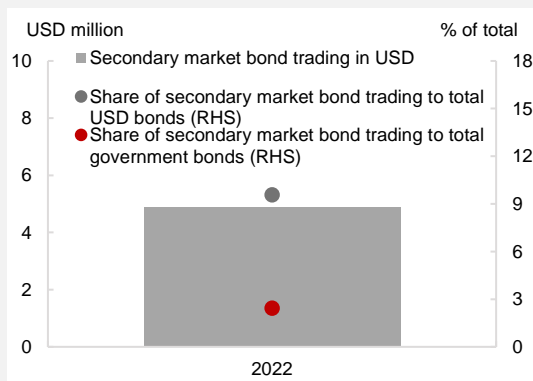 USD million
% of total
10
8
6
4
2
0
18
15
12
9
6
3
0
Secondary market bond trading in USD
Share of secondary market bond trading to total
USD bonds (RHS)
Share of secondary market bond trading to total
government bonds (RHS)
2022